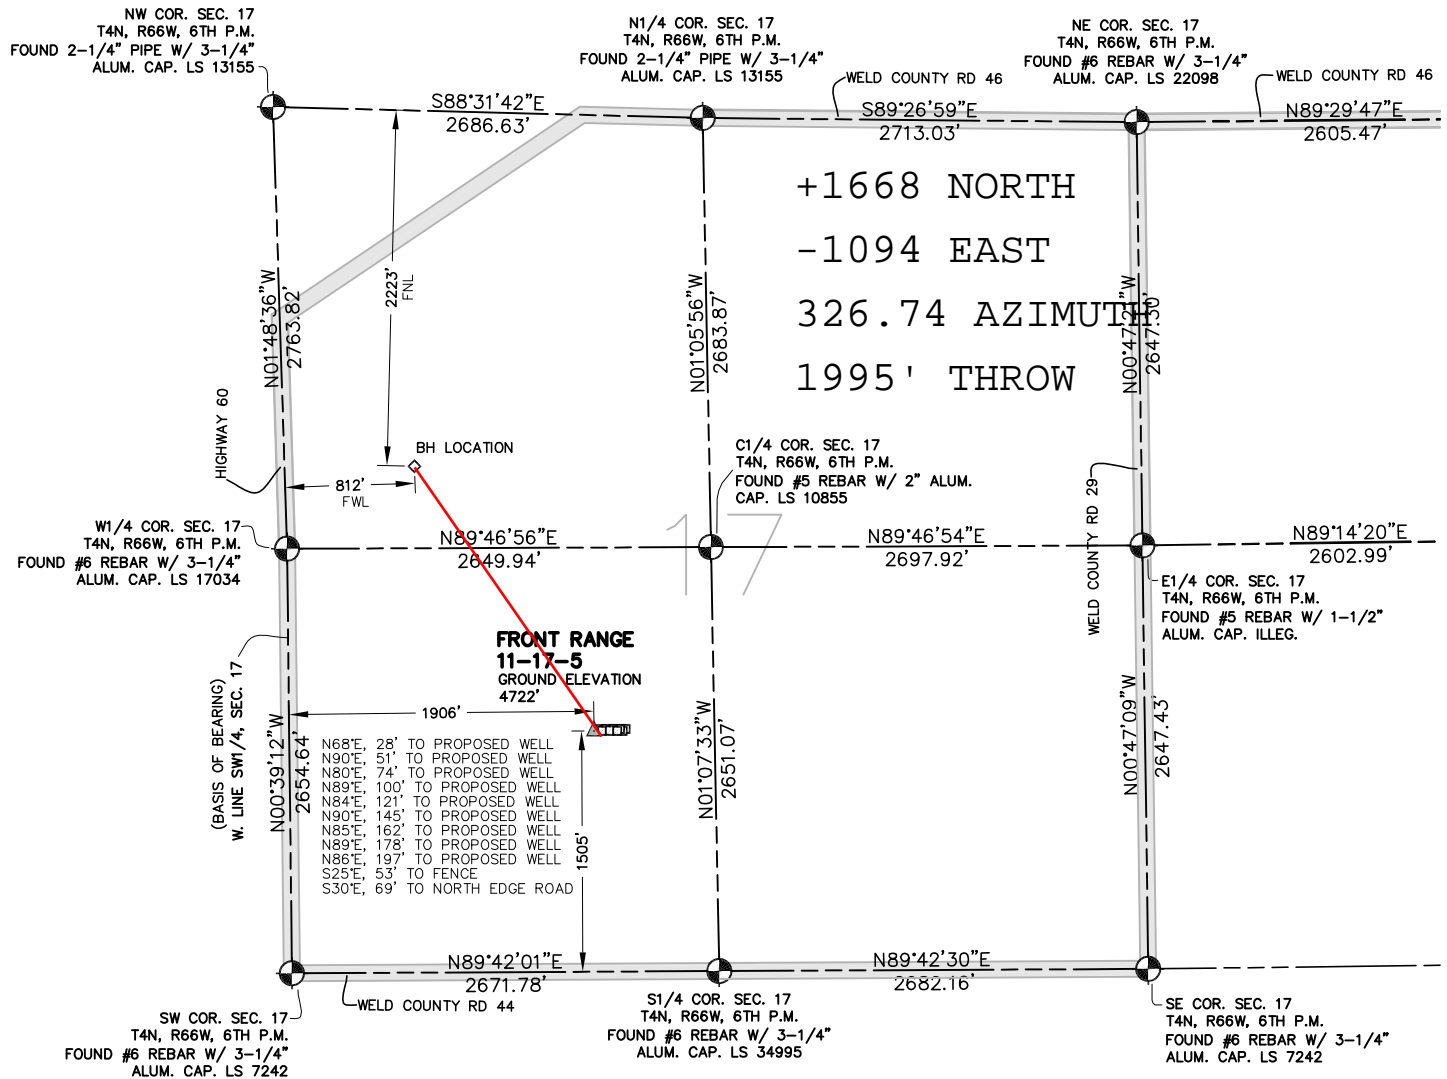 NW COR. SEC. 17
T4N, R66W, 6TH P.M.
FOUND 2-1/4” PIPE W/ 3-1/4”
ALUM. CAP. LS 13155
N1/4 COR. SEC. 17
T4N, R66W, 6TH P.M.
FOUND 2-1/4” PIPE W/ 3-1/4”
ALUM. CAP. LS 13155
NE COR. SEC. 17
T4N, R66W, 6TH P.M.
FOUND #6 REBAR W/ 3-1/4”
ALUM. CAP. LS 22098
WELD COUNTY RD 46
WELD COUNTY RD 46
S88°31’42”E
2686.63’
S89°26’59”E
2713.03’
N89°29’47”E
2605.47’
+1668 NORTH
-1094 EAST
326.74 AZIMUTH
1995' THROW
2223’
FNL
N01°48’36”W
2763.82’
N01°05’56”W
2683.87’
N00°47’21”W
2647.30’
HIGHWAY 60
BH LOCATION
812’
FWL
C1/4 COR. SEC. 17
T4N, R66W, 6TH P.M.
FOUND #5 REBAR W/ 2” ALUM.
CAP. LS 10855
17
WELD COUNTY RD 29
W1/4 COR. SEC. 17
T4N, R66W, 6TH P.M.
FOUND #6 REBAR W/ 3-1/4”
ALUM. CAP. LS 17034
N89°46’56”E
2649.94’
N89°46’54”E
2697.92’
N89°14’20”E
2602.99’
E1/4 COR. SEC. 17
T4N, R66W, 6TH P.M.
FOUND #5 REBAR W/ 1-1/2”
ALUM. CAP. ILLEG.
FRONT RANGE
11-17-5
GROUND ELEVATION
4722’
1906’
(BASIS OF BEARING)
W. LINE SW1/4, SEC. 17
N00°39’12”W
2654.64’
N68°E, 28’ TO PROPOSED WELL
N90°E, 51’ TO PROPOSED WELL
N80°E, 74’ TO PROPOSED WELL
N89°E, 100’ TO PROPOSED WELL
N84°E, 121’ TO PROPOSED WELL
N90°E, 145’ TO PROPOSED WELL
N85°E, 162’ TO PROPOSED WELL
N89°E, 178’ TO PROPOSED WELL
N86°E, 197’ TO PROPOSED WELL
S25°E, 53’ TO FENCE
S30°E, 69’ TO NORTH EDGE ROAD
1505’
N01°07’33”W
2651.07’
N00°47’09”W
2647.43’
N89°42’01”E
2671.78’
N89°42’30”E
2682.16’
WELD COUNTY RD 44
SW COR. SEC. 17
T4N, R66W, 6TH P.M.
FOUND #6 REBAR W/ 3-1/4”
ALUM. CAP. LS 7242
S1/4 COR. SEC. 17
T4N, R66W, 6TH P.M.
FOUND #6 REBAR W/ 3-1/4”
ALUM. CAP. LS 34995
SE COR. SEC. 17
T4N, R66W, 6TH P.M.
FOUND #6 REBAR W/ 3-1/4”
ALUM. CAP. LS 7242